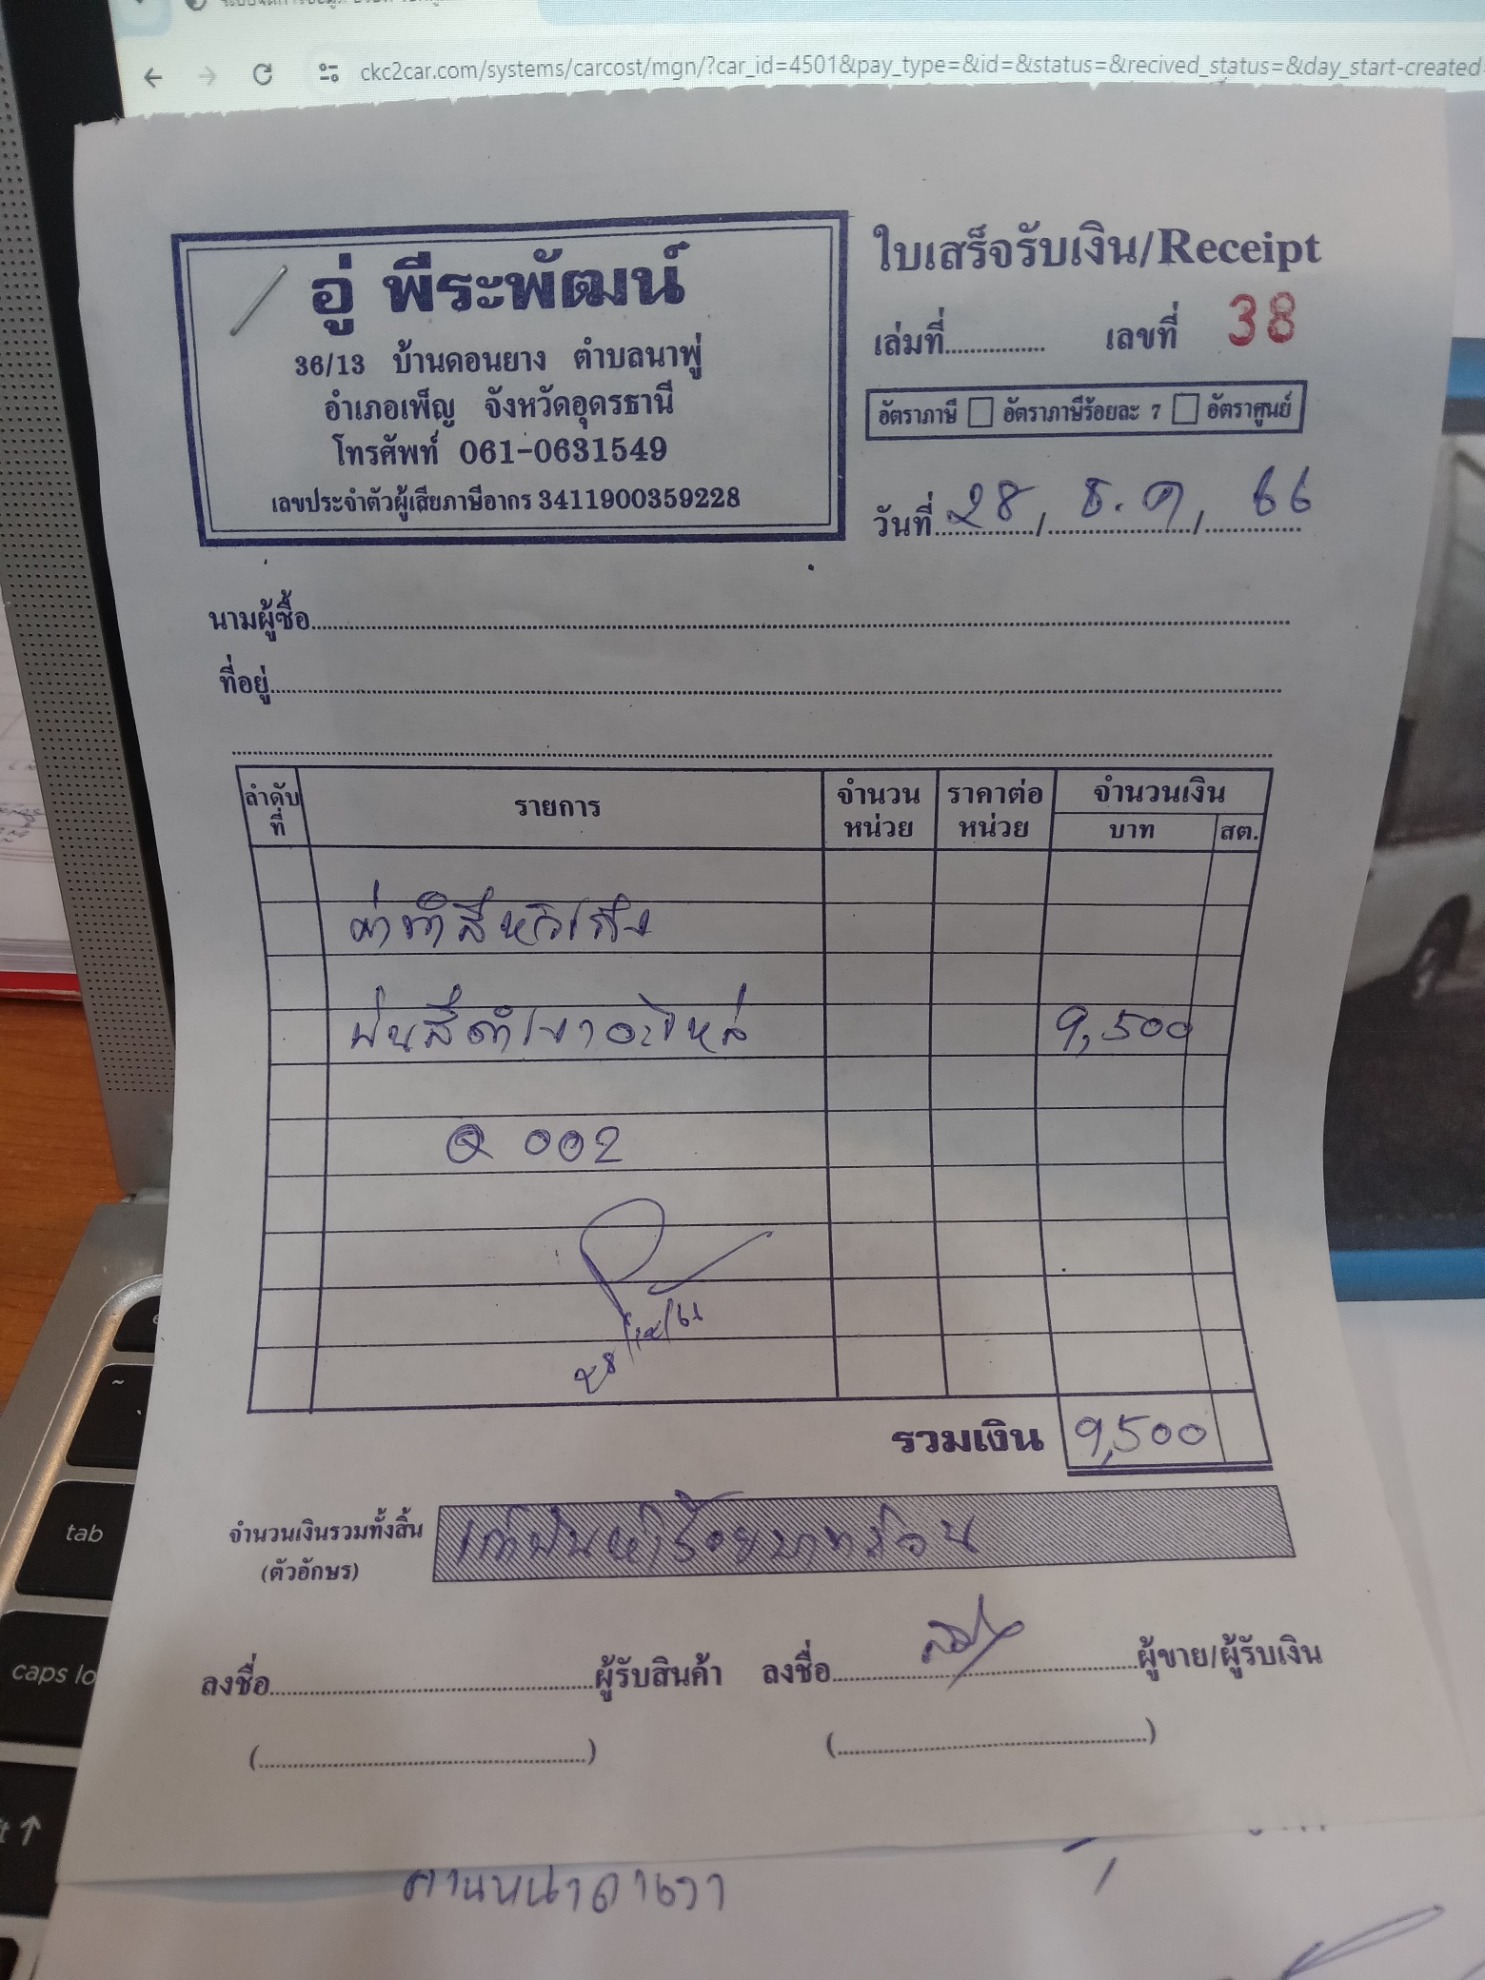 ckc2car.com/systems/carcost/mgn/?car_id=4501&pay_type=&id=&status=&recived_status=&day_start-created
อู่ พีระพัฒน์
36/13 บ้านดอนยาง ตำบลนาพู่
อำเภอเพ็ญ จังหวัดอุดรธานี
โทรศัพท์ 061-0631549
เลขประจำตัวผู้เสียภาษีอากร 3411900359228
ใบเสร็จรับเงิน/Receipt
เล่มที่ เลขที่ 38
อัตราภาษี อัตราภาษีร้อยละ 7 อัตราศูนย์
วันที่ 28 / ธ.ค / 66
นามผู้ซื้อ
ที่อยู่
ลำดับที่ รายการ จำนวนหน่วย ราคาต่อหน่วย จำนวนเงิน
บาท สต.
ค่าทำสีหัวเก๋ง
พ่นสีดำเงาอะไหล่ 9,500
Q 002
28/12/66
รวมเงิน 9,500
จำนวนเงินรวมทั้งสิ้น เก้าพันห้าร้อยบาทถ้วน
(ตัวอักษร)
ลงชื่อ ผู้รับสินค้า ลงชื่อ ผู้ขาย/ผู้รับเงิน
tab
caps lo